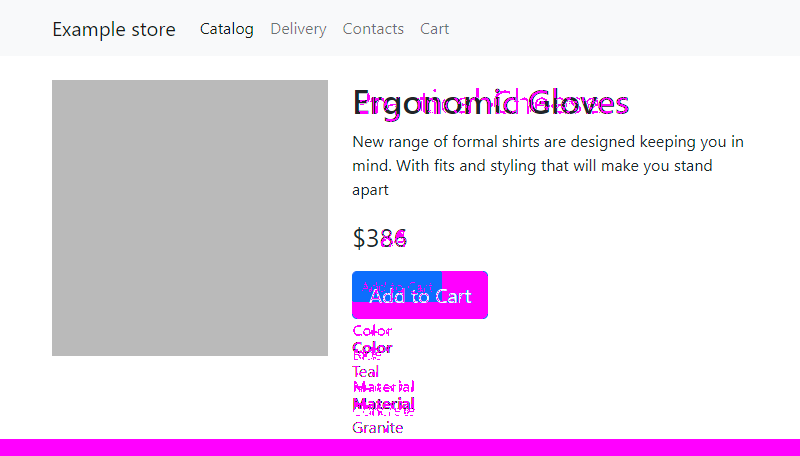 Example store Catalog Delivery Contacts Cart
Ergonomic Gloves
New range of formal shirts are designed keeping you in
mind. With fits and styling that will make you stand
apart
$386
Add to Cart
Color
Color
Teal
Material
Material
Concrete
Granite